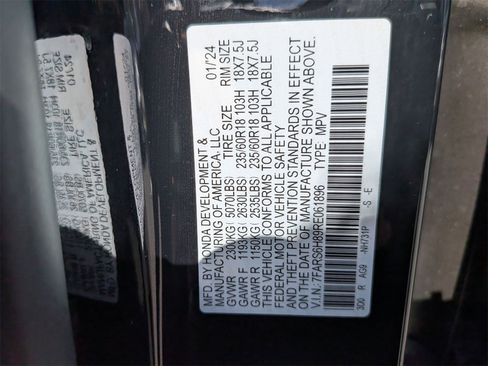 MFD. BY HONDA DEVELOPMENT & 01/24
MANUFACTURING OF AMERICA, LLC
TIRE SIZE RIM SIZE
GVWR 2300KG(5070LBS)
GAWR F 1193KG(2630LBS) 235/60R18 103H 18X7.5J
GAWR R 1150KG(2535LBS) 235/60R18 103H 18X7.5J
THIS VEHICLE CONFORMS TO ALL APPLICABLE
FEDERAL MOTOR VEHICLE SAFETY
AND THEFT PREVENTION STANDARDS IN EFFECT
ON THE DATE OF MANUFACTURE SHOWN ABOVE.
V.I.N.: 7FARS6H89RE061896 TYPE: MPV
3D0 R AG9 -NH731P -S -E